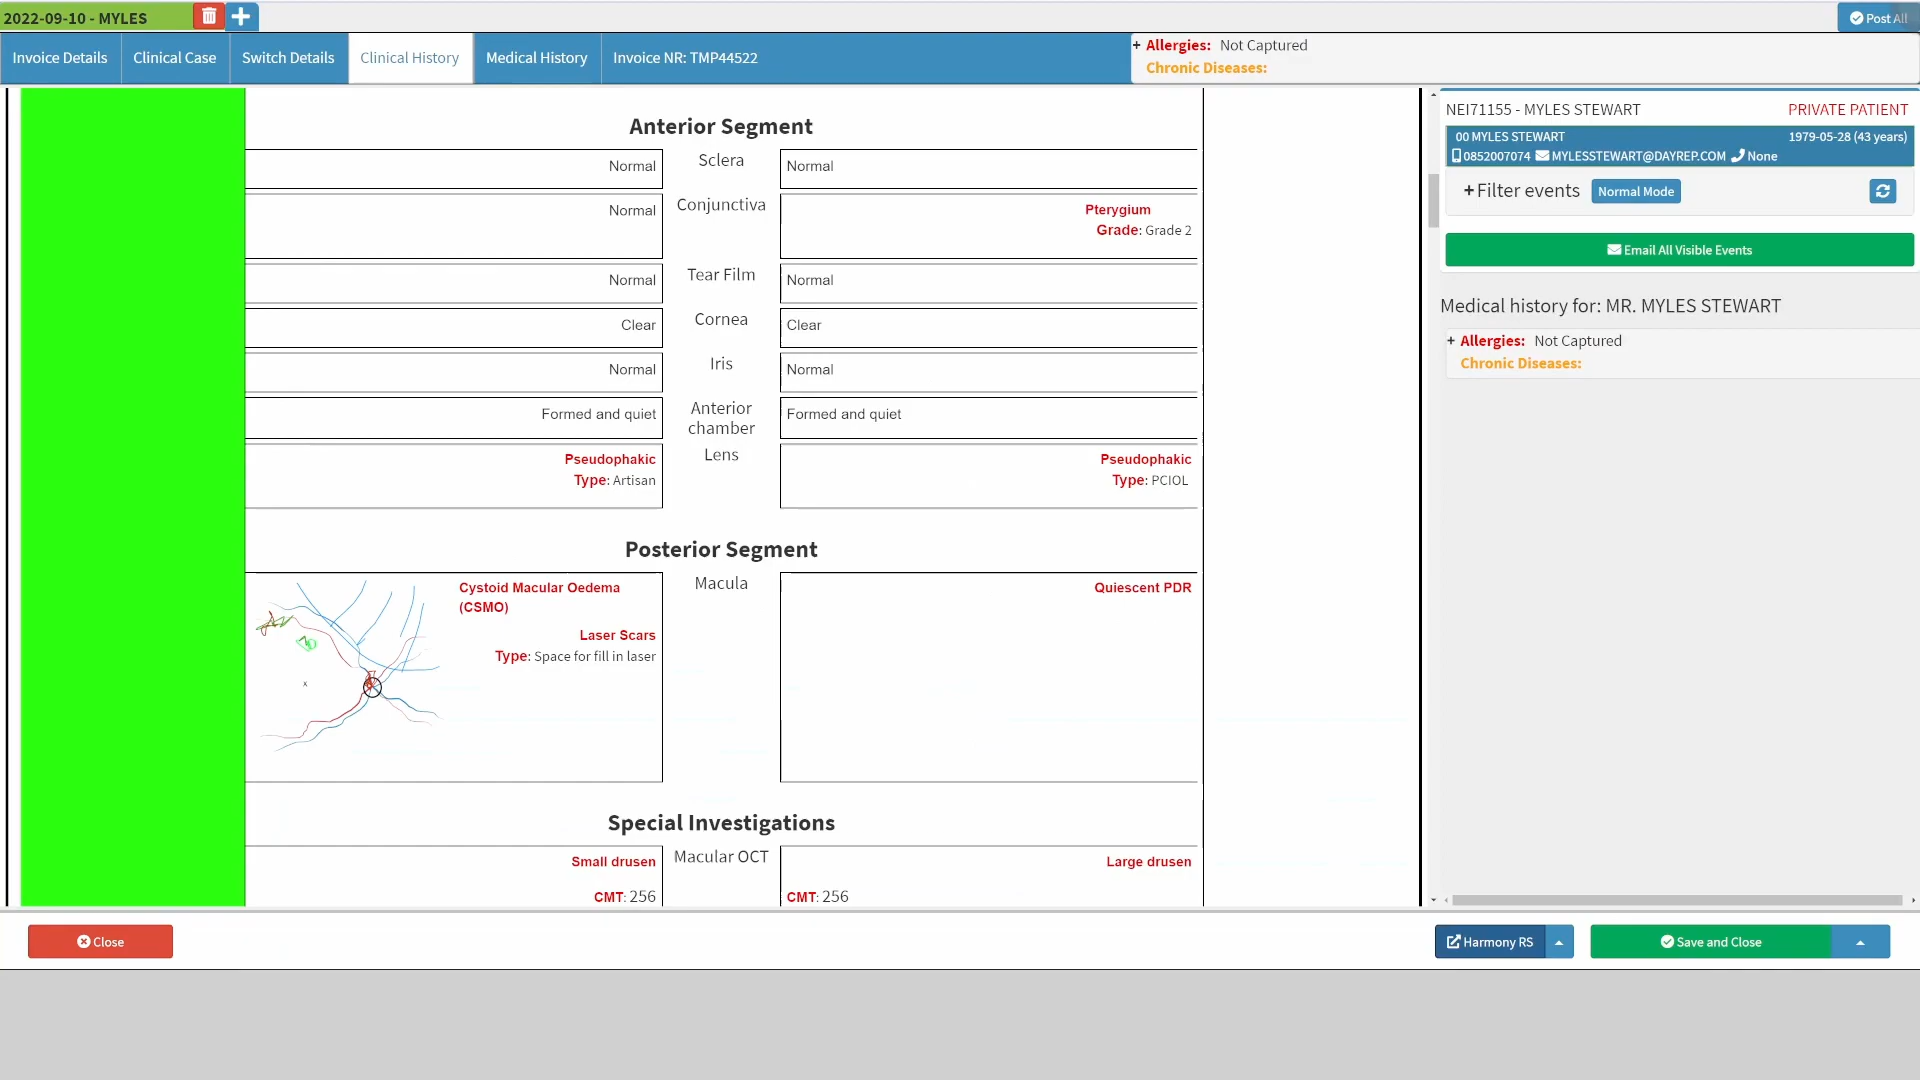 2022-09-10 - MYLES
Post All
Invoice Details
Clinical Case
Switch Details
Clinical History
Medical History
Invoice NR: TMP44522
+ Allergies: Not Captured
Chronic Diseases:
Anterior Segment
Normal Sclera Normal
Normal Conjunctiva Pterygium
Grade: Grade 2
Normal Tear Film Normal
Clear Cornea Clear
Normal Iris Normal
Formed and quiet Anterior chamber Formed and quiet
Pseudophakic Lens Pseudophakic
Type: Artisan Type: PCIOL
Posterior Segment
Cystoid Macular Oedema Macula Quiescent PDR
(CSMO)
Laser Scars
Type: Space for fill in laser
x
Special Investigations
Small drusen Macular OCT Large drusen
CMT: 256 CMT: 256
NEI71155 - MYLES STEWART PRIVATE PATIENT
00 MYLES STEWART 1979-05-28 (43 years)
0852007074 MYLESSTEWART@DAYREP.COM None
+ Filter events Normal Mode
Email All Visible Events
Medical history for: MR. MYLES STEWART
+ Allergies: Not Captured
Chronic Diseases:
Close
Harmony RS
Save and Close